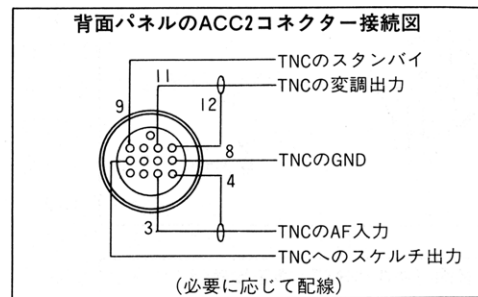 背面パネルのACC2コネクター接続図
TNCのスタンバイ
11
TNCの変調出力
9
12
8
TNCのGND
4
3
TNCのAF入力
TNCへのスケルチ出力
(必要に応じて配線)